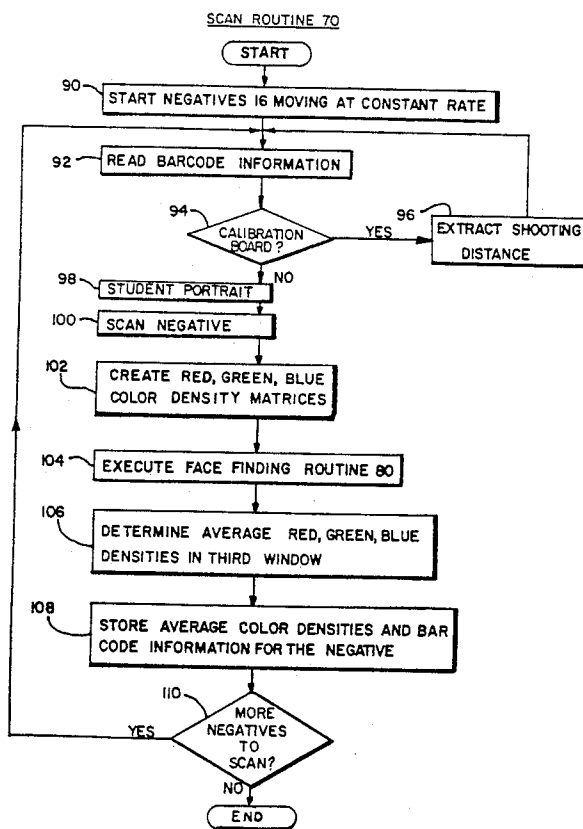 SCAN ROUTINE 70
START
90
START NEGATIVES 16 MOVING AT CONSTANT RATE
92
READ BARCODE INFORMATION
94
CALIBRATION
BOARD?
YES
96
EXTRACT SHOOTING
DISTANCE
NO
98
STUDENT PORTRAIT
100
SCAN NEGATIVE
102
CREATE RED, GREEN, BLUE
COLOR DENSITY MATRICES
104
EXECUTE FACE FINDING ROUTINE 80
106
DETERMINE AVERAGE RED, GREEN, BLUE
DENSITIES IN THIRD WINDOW
108
STORE AVERAGE COLOR DENSITIES AND BAR
CODE INFORMATION FOR THE NEGATIVE
110
MORE
NEGATIVES
TO
SCAN?
YES
NO
END